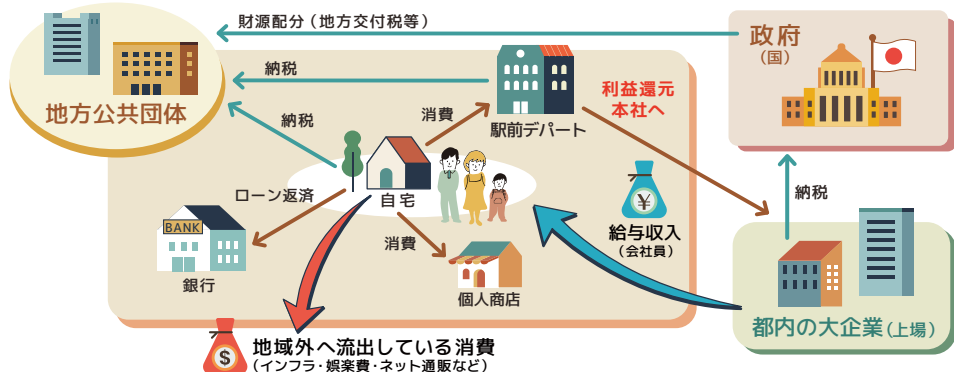 財源配分（地方交付税等）
政府
（国）
地方公共団体
納税
利益還元
本社へ
消費
駅前デパート
納税
ローン返済
自宅
¥
納税
BANK
給与収入
（会社員）
消費
銀行
個人商店
都内の大企業（上場）
$
地域外へ流出している消費
（インフラ・娯楽費・ネット通販など）